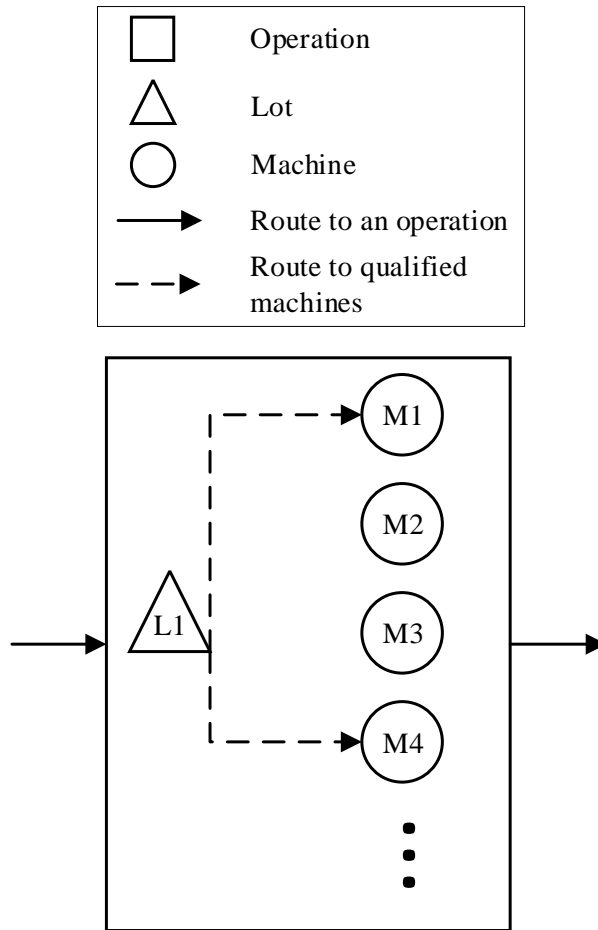 Operation
Lot
Machine
Route to an operation
Route to qualified
machines
M1
M2
L1
M3
M4